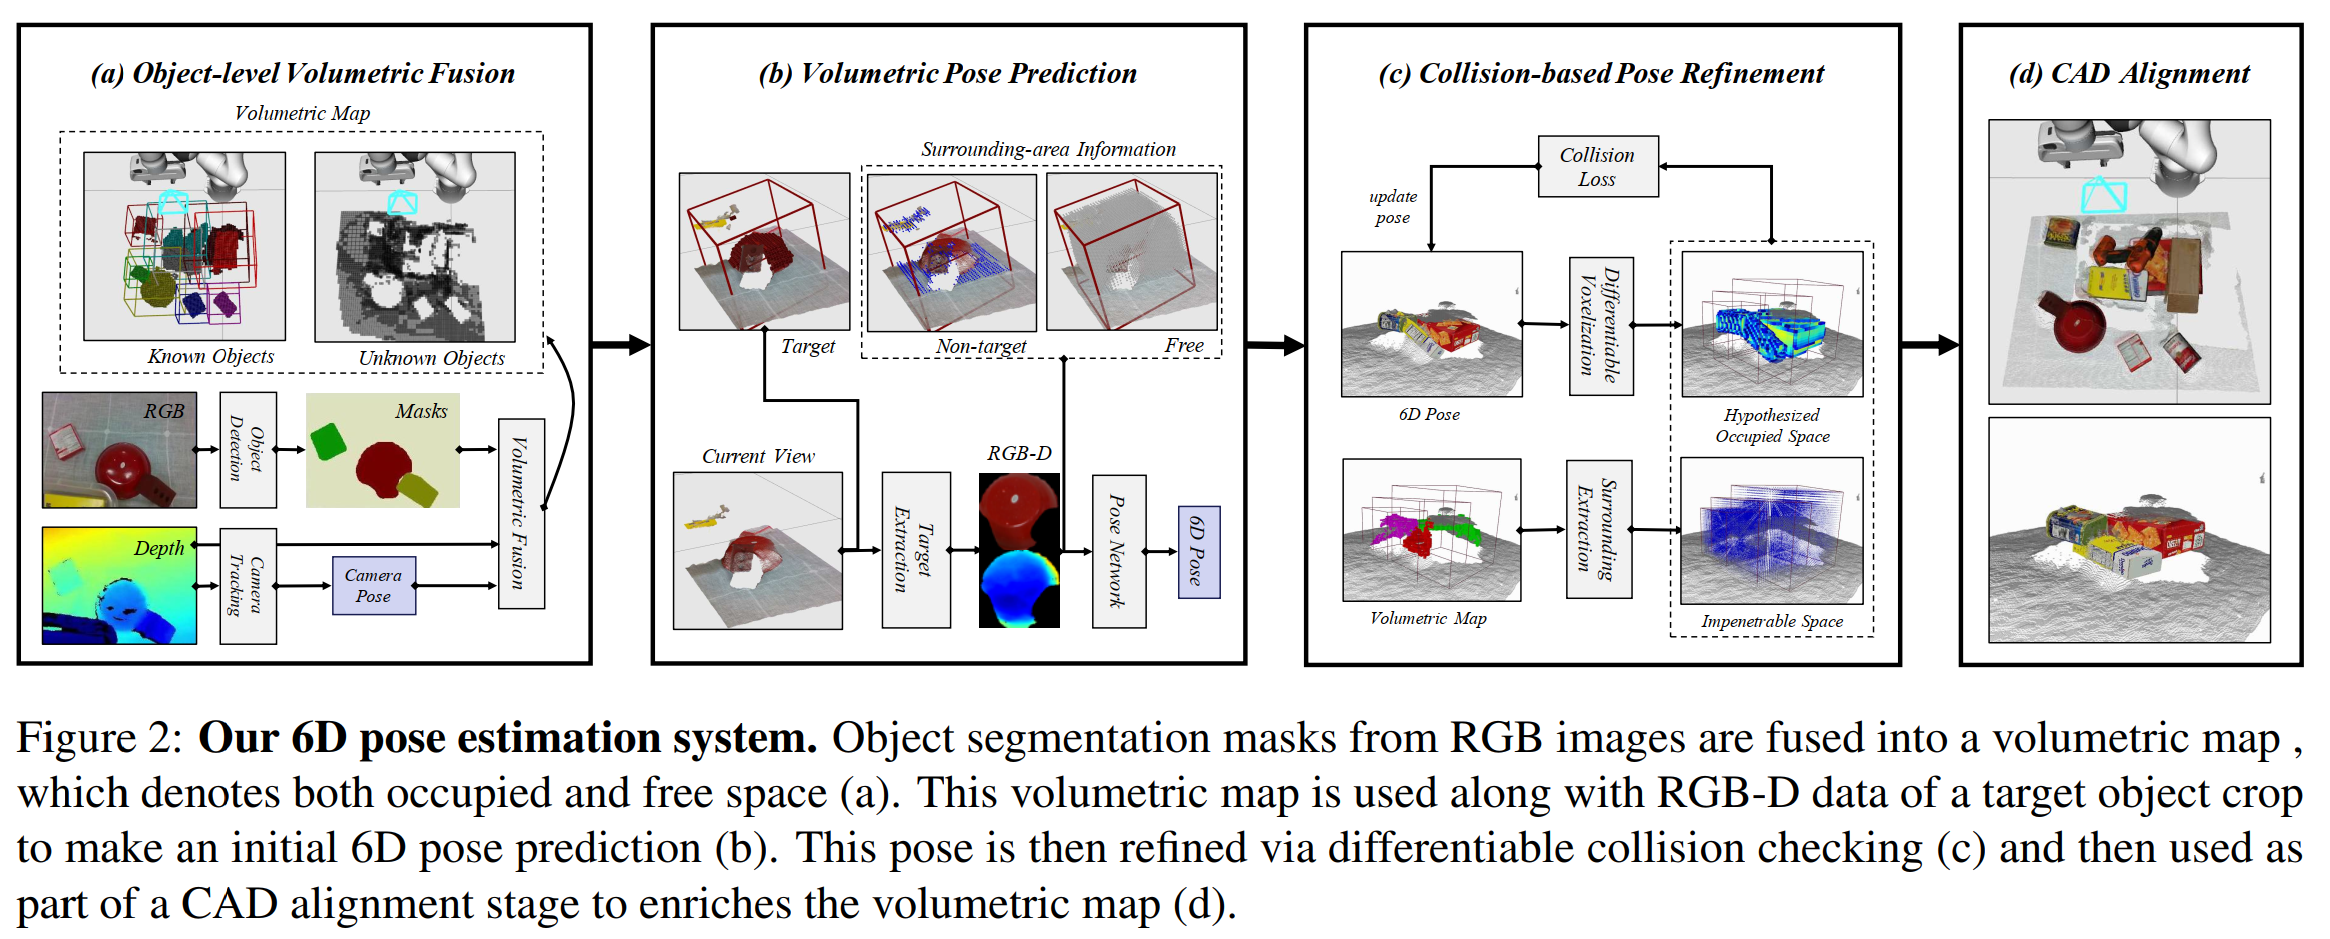 (a) Object-level Volumetric Fusion
Volumetric Map
Known Objects
Unknown Objects
RGB
Object
Detection
Masks
Volumetric Fusion
Depth
Camera
Tracking
Camera
Pose
(b) Volumetric Pose Prediction
Surrounding-area Information
Target
Non-target
Free
Current View
Target
Extraction
RGB-D
Pose Network
6D Pose
(c) Collision-based Pose Refinement
Collision
Loss
update
pose
Differentiable
Voxelization
6D Pose
Hypothesized
Occupied Space
Surrounding
Extraction
Volumetric Map
Impenetrable Space
(d) CAD Alignment
Figure 2: Our 6D pose estimation system. Object segmentation masks from RGB images are fused into a volumetric map ,
which denotes both occupied and free space (a). This volumetric map is used along with RGB-D data of a target object crop
to make an initial 6D pose prediction (b). This pose is then refined via differentiable collision checking (c) and then used as
part of a CAD alignment stage to enriches the volumetric map (d).